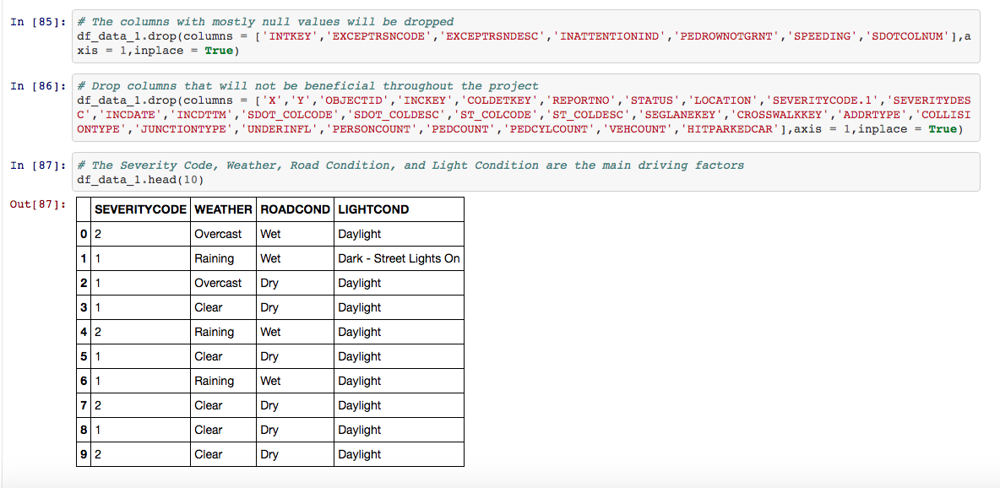 In [85]: # The columns with mostly null values will be dropped
df_data_1.drop(columns = ['INTKEY','EXCEPTRSNCODE','EXCEPTRSNDESC','INATTENTIONIND','PEDROWNOTGRNT','SPEEDING','SDOTCOLNUM'],a
xis = 1,inplace = True)
In [86]: # Drop columns that will not be beneficial throughout the project
df_data_1.drop(columns = ['X','Y','OBJECTID','INCKEY','COLDETKEY','REPORTNO','STATUS','LOCATION','SEVERITYCODE.1','SEVERITYDES
C','INCDATE','INCDTTM','SDOT_COLCODE','SDOT_COLDESC','ST_COLCODE','ST_COLDESC','SEGLANEKEY','CROSSWALKKEY','ADDRTYPE','COLLISI
ONTYPE','JUNCTIONTYPE','UNDERINFL','PERSONCOUNT','PEDCOUNT','PEDCYLCOUNT','VEHCOUNT','HITPARKEDCAR'],axis = 1,inplace = True)
In [87]: # The Severity Code, Weather, Road Condition, and Light Condition are the main driving factors
df_data_1.head(10)
Out[87]:
SEVERITYCODE WEATHER ROADCOND LIGHTCOND
0 2 Overcast Wet Daylight
1 1 Raining Wet Dark - Street Lights On
2 1 Overcast Dry Daylight
3 1 Clear Dry Daylight
4 2 Raining Wet Daylight
5 1 Clear Dry Daylight
6 1 Raining Wet Daylight
7 2 Clear Dry Daylight
8 1 Clear Dry Daylight
9 2 Clear Dry Daylight